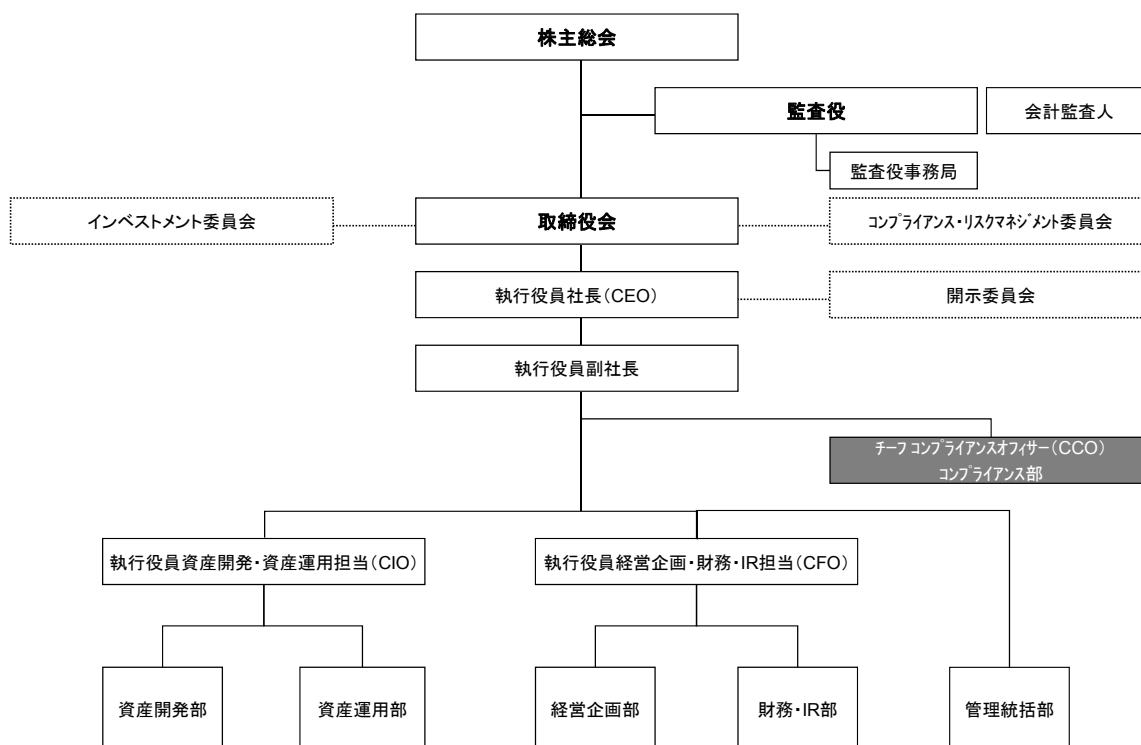 株主総会
監査役
会計監査人
監査役事務局
インベストメント委員会
取締役会
ｺﾝﾌﾟﾗｲｱﾝｽ・ﾘｽｸﾏﾈｼﾞﾒﾝﾄ委員会
執行役員社長（CEO）
開示委員会
執行役員副社長
ﾁｰﾌ ｺﾝﾌﾟﾗｲｱﾝｽｵﾌｨｻｰ（CCO）
ｺﾝﾌﾟﾗｲｱﾝｽ部
執行役員資産開発・資産運用担当（CIO）
執行役員経営企画・財務・IR担当（CFO）
資産開発部
資産運用部
経営企画部
財務・IR部
管理統括部